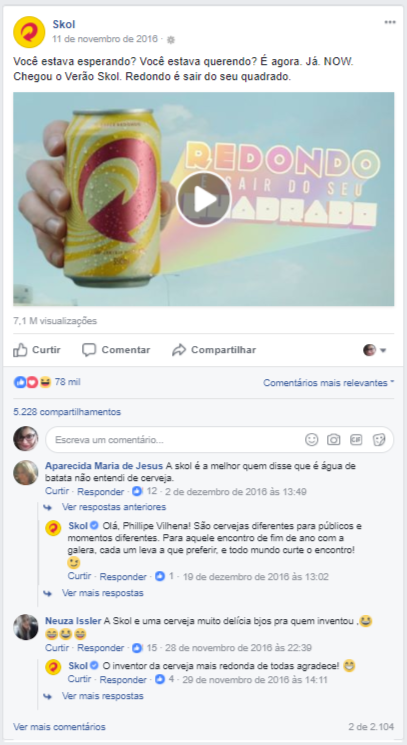 Skol
11 de novembro de 2016 ·
Você estava esperando? Você estava querendo? É agora. Já. NOW.
Chegou o Verão Skol. Redondo é sair do seu quadrado.
REDONDO
SAIR DO SEU
QUADRADO
7,1 M visualizações
Curtir Comentar Compartilhar
78 mil Comentários mais relevantes
5.228 compartilhamentos
Escreva um comentário...
GIF
Aparecida Maria de Jesus A skol é a melhor quem disse que é água de
batata não entendi de cerveja.
Curtir · Responder · 12 · 2 de dezembro de 2016 às 13:49
Ver respostas anteriores
Skol Olá, Phillipe Vilhena! São cervejas diferentes para públicos e
momentos diferentes. Para aquele encontro de fim de ano com a
galera, cada um leva a que preferir, e todo mundo curte o encontro!
😉
Curtir · Responder · 1 · 19 de dezembro de 2016 às 13:02
Ver mais respostas
Neuza Issler A Skol e uma cerveja muito delícia bjos pra quem inventou ,😂
😂😂😂
Curtir · Responder · 15 · 28 de novembro de 2016 às 22:39
Skol O inventor da cerveja mais redonda de todas agradece! 😁
Curtir · Responder · 4 · 29 de novembro de 2016 às 14:11
Ver mais respostas
Ver mais comentários 2 de 2.104